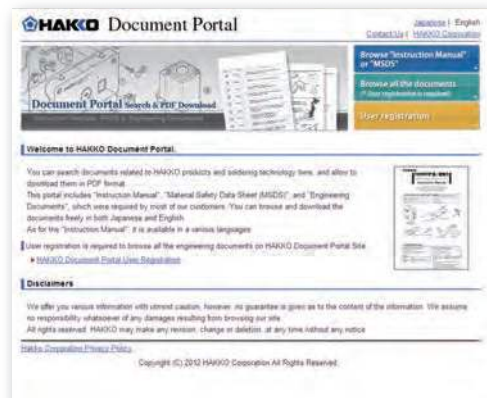 HAKKO Document Portal
Japanese | English
Contact Us | HAKKO Corporation
Document Portal Search & PDF Download
Browse "Instruction Manual"
or "MSDS"
Browse all the documents
(* User registration is required)
User registration
Welcome to HAKKO Document Portal.
You can search documents related to HAKKO products and soldering technology here, and allow to
download them in PDF format.
This portal includes "Instruction Manual", "Material Safety Data Sheet (MSDS)", and "Engineering
Documents", which were required by most of our customers. You can browse and download the
documents freely in both Japanese and English.
As for the "Instruction Manual", it is available in a various languages.
User registration is required to browse all the engineering documents on HAKKO Document Portal Site
HAKKO Document Portal User Registration
Disclaimers
We offer you various information with utmost caution, however, no guarantee is given as to the content of the information. We assume
no responsibility whatsoever of any damages resulting from browsing our site.
All rights reserved. HAKKO may make any revision, change or deletion, at any time without any notice
Hakko Corporation Privacy Policy
Copyright (C) 2012 HAKKO Corporation All Rights Reserved.